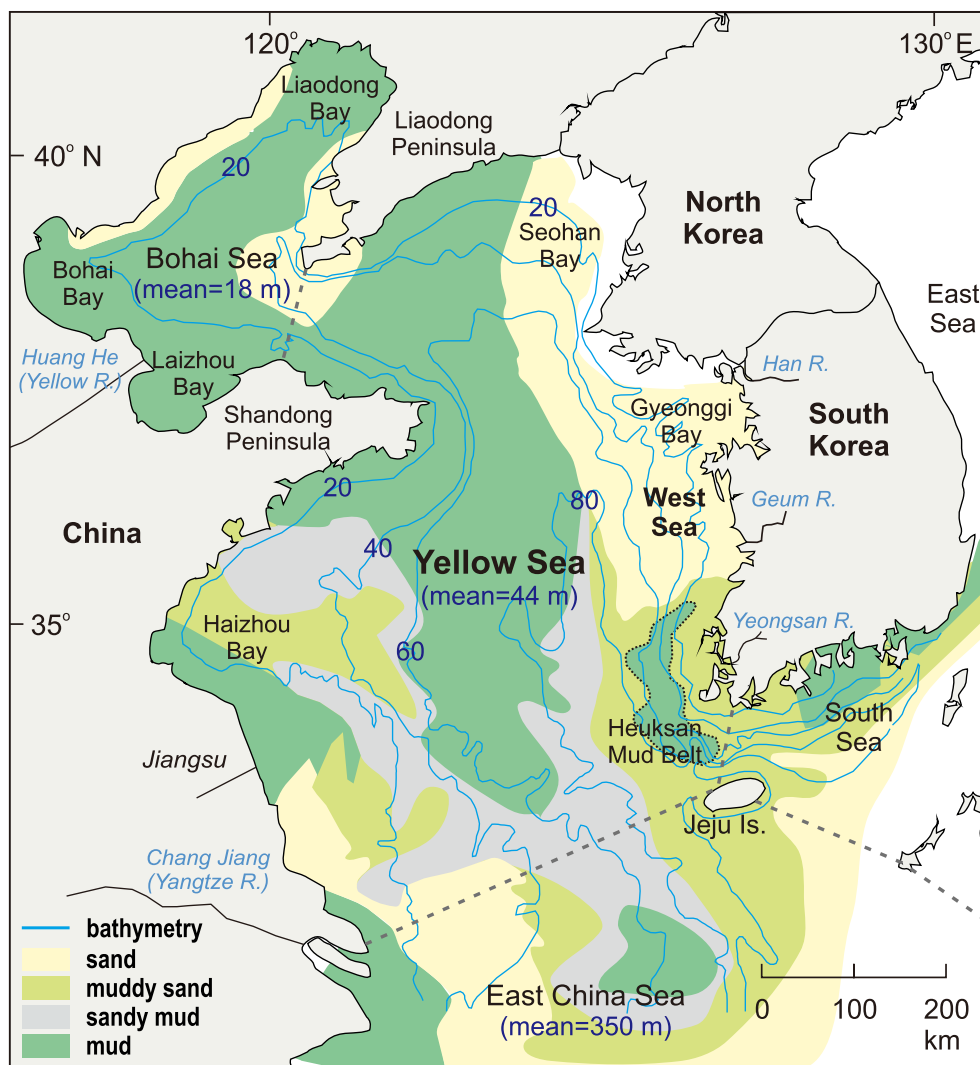 120°
130° E
Liaodong
Bay
Liaodong
Peninsula
40° N
20
North
Korea
20
Seohan
Bay
Bohai Sea
(mean=18 m)
Bohai
Bay
East
Sea
Huang He
(Yellow R.)
Laizhou
Bay
Han R.
Shandong
Peninsula
Gyeonggi
Bay
South
Korea
20
80
West
Sea
Geum R.
China
40
Yellow Sea
(mean=44 m)
35°
Haizhou
Bay
60
Yeongsan R.
Heuksan
Mud Belt
South
Sea
Jiangsu
Jeju Is.
Chang Jiang
(Yangtze R.)
bathymetry
sand
muddy sand
sandy mud
mud
East China Sea
(mean=350 m)
0 100 200
km